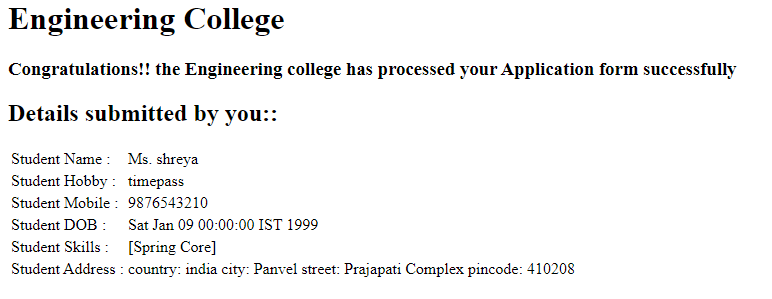 Engineering College
Congratulations!! the Engineering college has processed your Application form successfully
Details submitted by you::
Student Name : Ms. shreya
Student Hobby : timepass
Student Mobile : 9876543210
Student DOB : Sat Jan 09 00:00:00 IST 1999
Student Skills : [Spring Core]
Student Address : country: india city: Panvel street: Prajapati Complex pincode: 410208